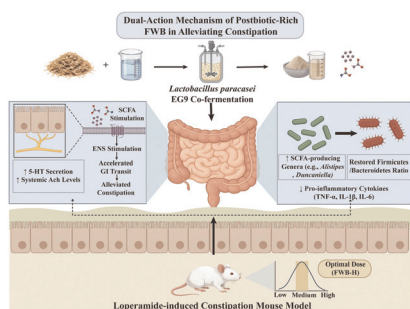 Dual-Action Mechanism of Postbiotic-Rich
FWB in Alleviating Constipation
+
Lactobacillus paracasei
EG9 Co-fermentation
SCFA
Stimulation
ENS Stimulation
Accelerated
GI Transit
Alleviated
Constipation
↑ 5-HT Secretion
↑ Systemic Ach Levels
↑ SCFA-producing
Genera (e.g., Alistipes
, Duncaniella)
Restored Firmicutes
/Bacteroidetes Ratio
↓ Pro-inflammatory Cytokines
(TNF-α, IL-1β, IL-6)
Optimal Dose
(FWB-H)
Low Medium High
Loperamide-induced Constipation Mouse Model